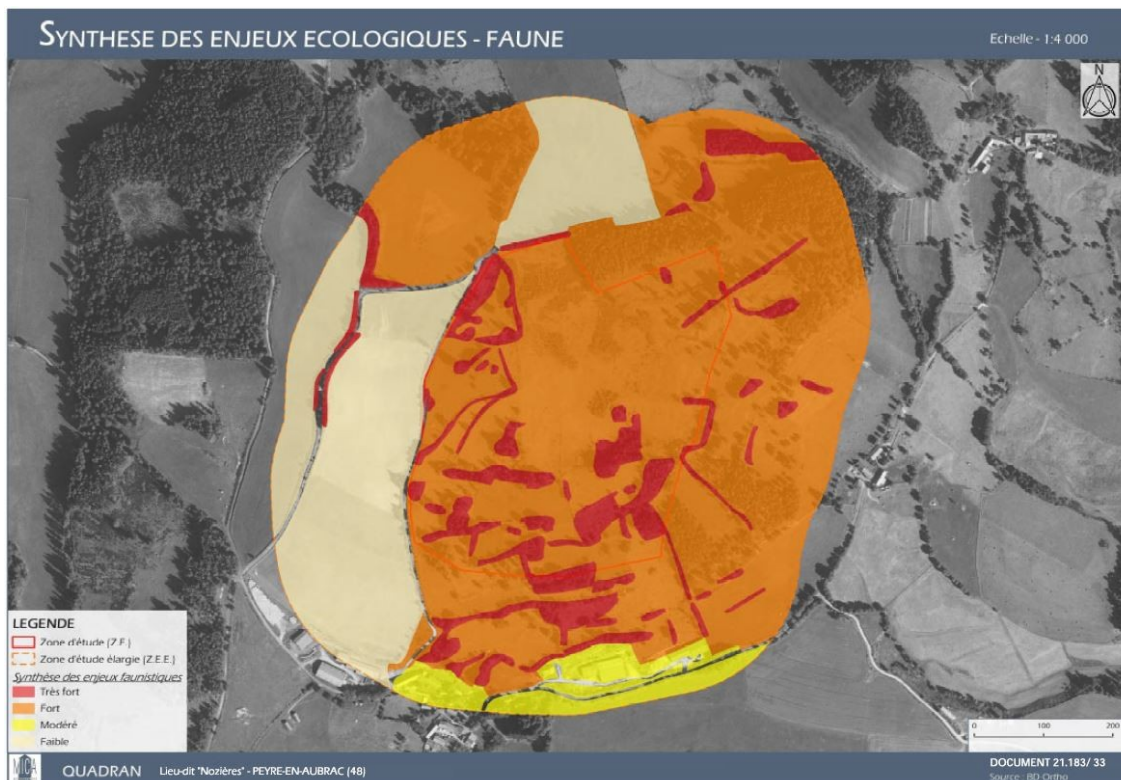 SYNTHESE DES ENJEUX ECOLOGIQUES - FAUNE
Echelle - 1:4 000
N
LEGENDE
Zone d'étude (Z.E.)
Zone d'étude élargie (Z.E.E.)
Synthèse des enjeux faunistiques
Très fort
Fort
Modéré
Faible
0 100 200
MICA
QUADRAN Lieu-dit "Nozières" - PEYRE-EN-AUBRAC (48)
DOCUMENT 21.183/ 33
Source : BD Ortho